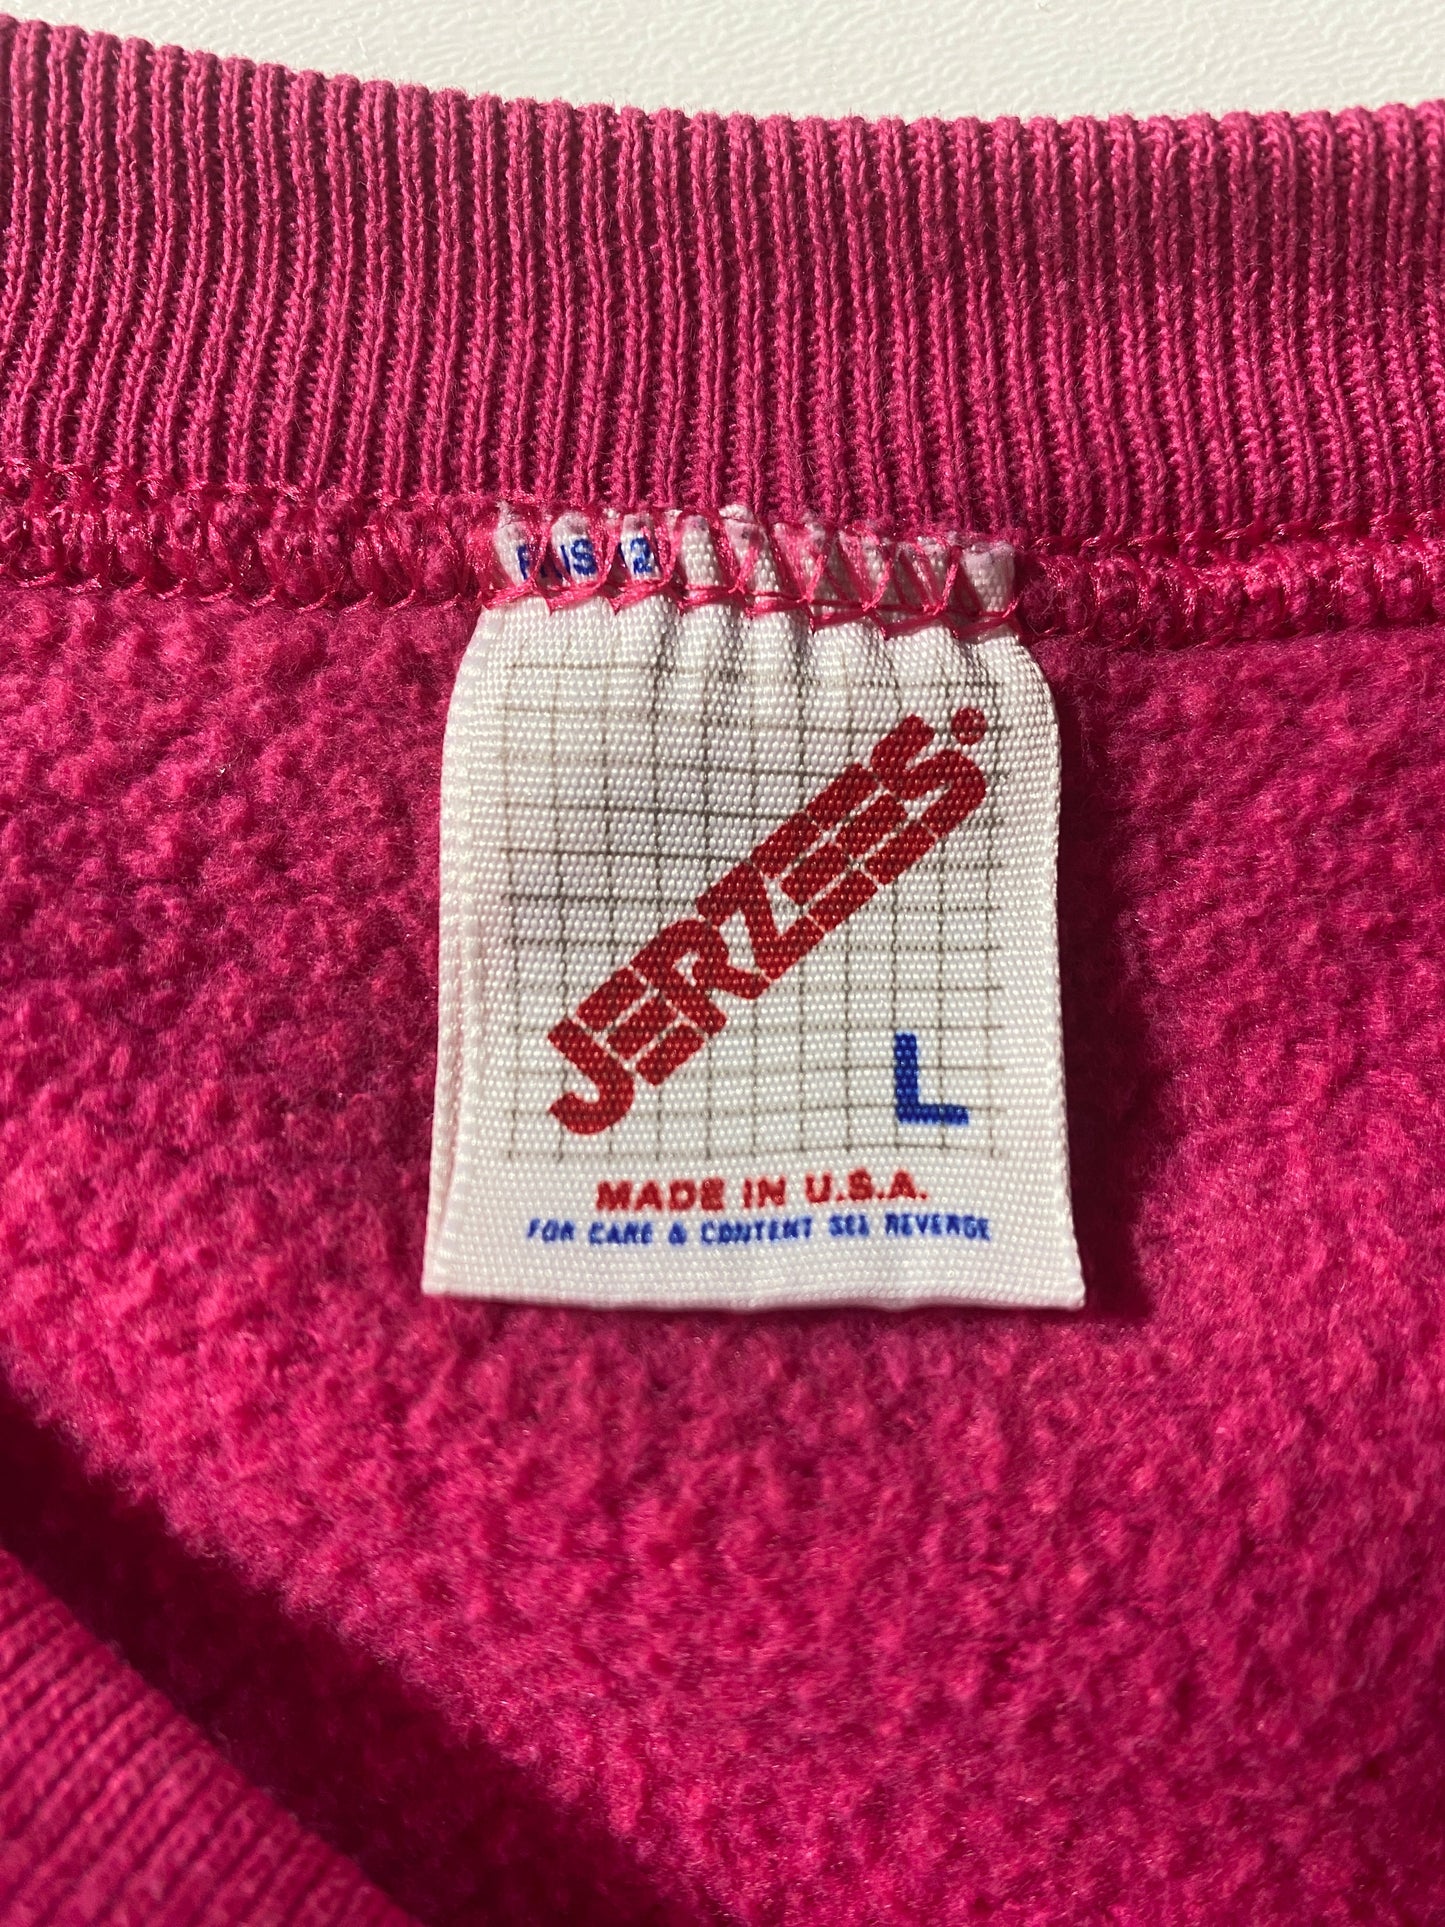 JERZEES©
L
MADE IN U.S.A.
FOR CARE & CONTENT SEE REVERSE